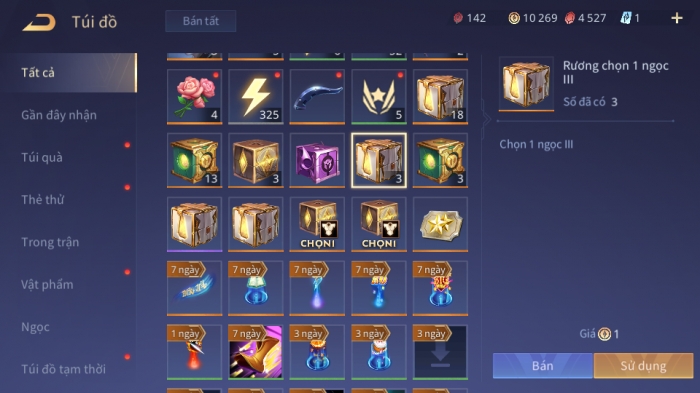 Túi đồ
Bán tất
142
10 269
4 527
1
+
Tất cả
Gần đây nhận
Túi quà
Thẻ thử
Trong trận
Vật phẩm
Ngọc
Túi đồ tạm thời
4
325
5
18
13
3
3
3
CHỌN1
CHỌN1
7 ngày
7 ngày
7 ngày
7 ngày
7 ngày
1 ngày
7 ngày
3 ngày
3 ngày
3 ngày
Rương chọn 1 ngọc
III
Số đã có 3
Chọn 1 ngọc III
Giá 1
Bán
Sử dụng